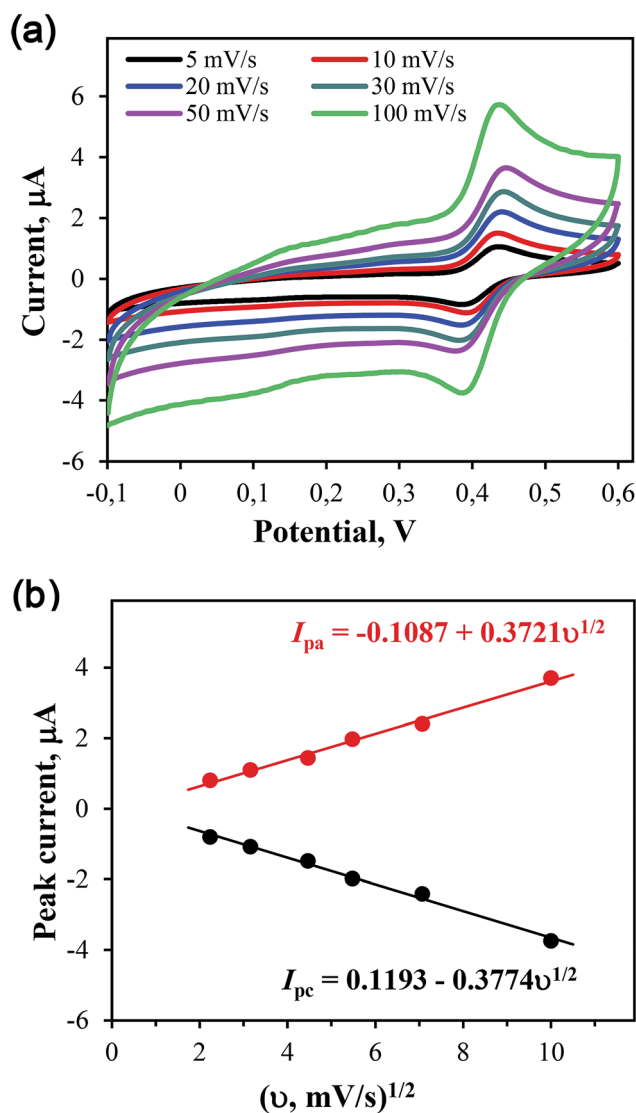 (a)
5 mV/s
10 mV/s
20 mV/s
30 mV/s
50 mV/s
100 mV/s
6
4
2
0
-2
-4
-6
Current, μA
-0,1
0
0,1
0,2
0,3
0,4
0,5
0,6
Potential, V
(b)
Ipa = -0.1087 + 0.3721υ1/2
4
2
0
-2
-4
-6
Peak current, μA
Ipc = 0.1193 - 0.3774υ1/2
0
2
4
6
8
10
(υ, mV/s)1/2